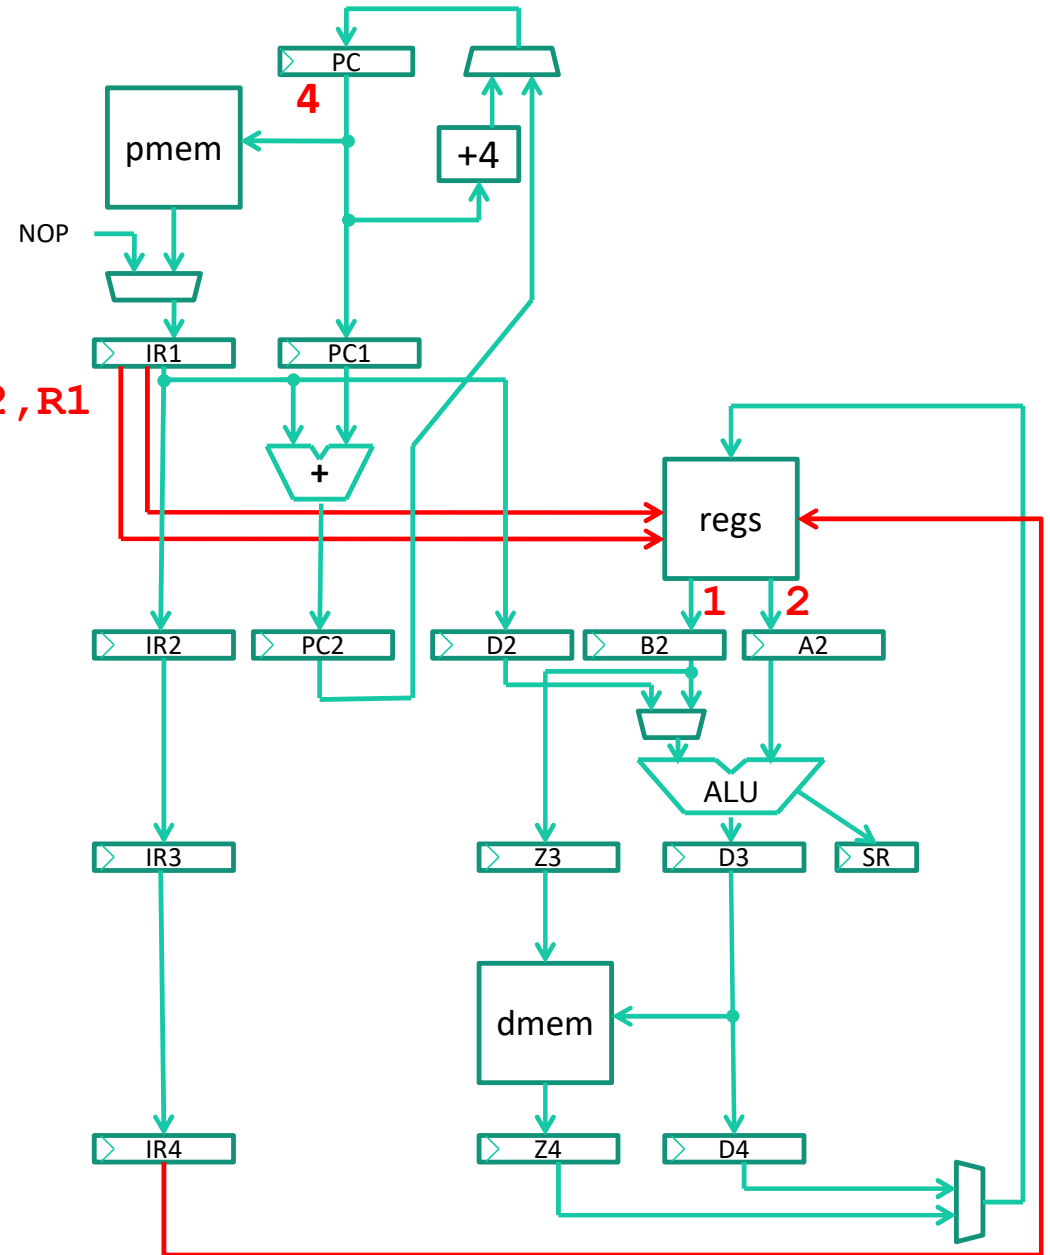 PC
4
pmem
+4
NOP
IR1
PC1
2,R1
+
regs
1
2
IR2
PC2
D2
B2
A2
ALU
IR3
Z3
D3
SR
dmem
IR4
Z4
D4